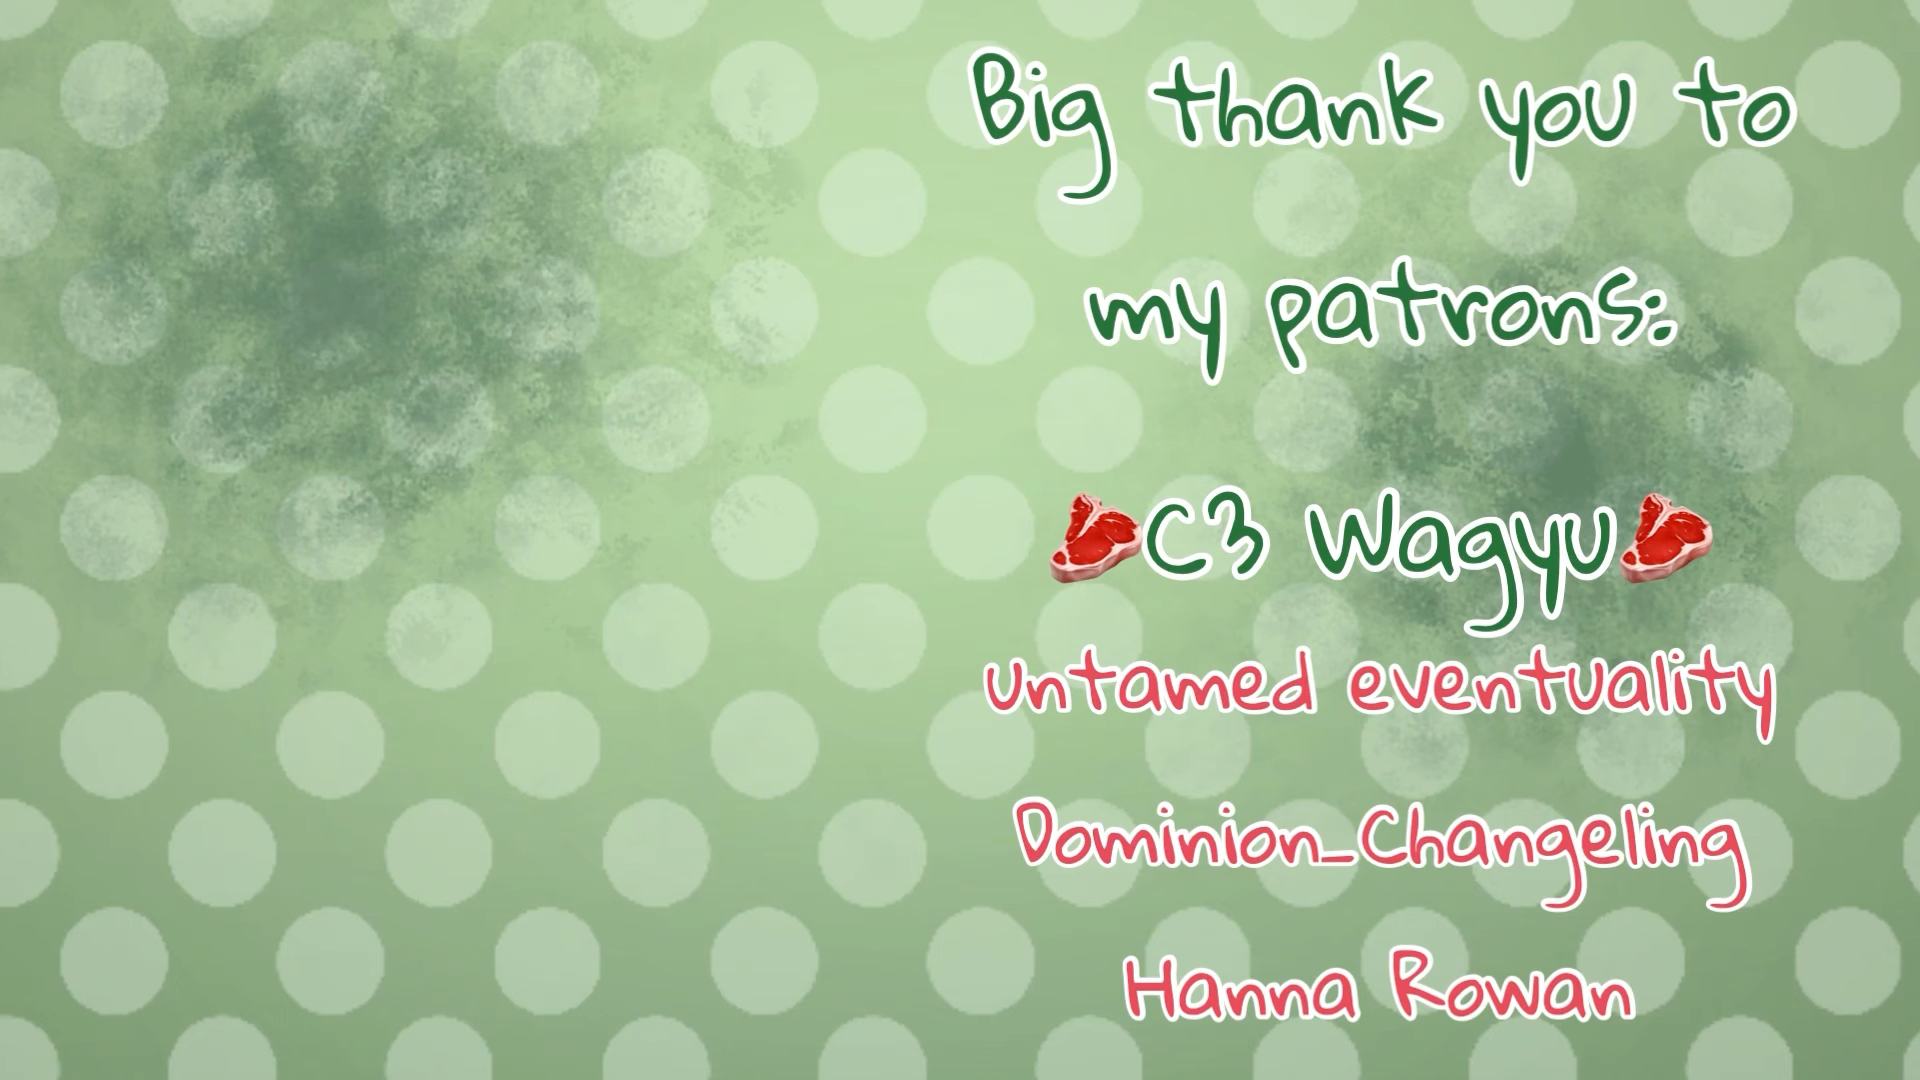 Big thank you to
my patrons:
🥩C3 Wagyu🥩
untamed eventuality
Dominion_Changeling
Hanna Rowan